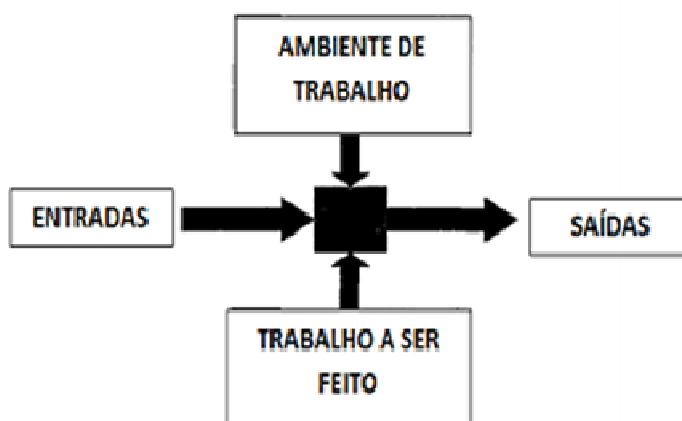 AMBIENTE DE
TRABALHO
ENTRADAS
SAÍDAS
TRABALHO A SER
FEITO